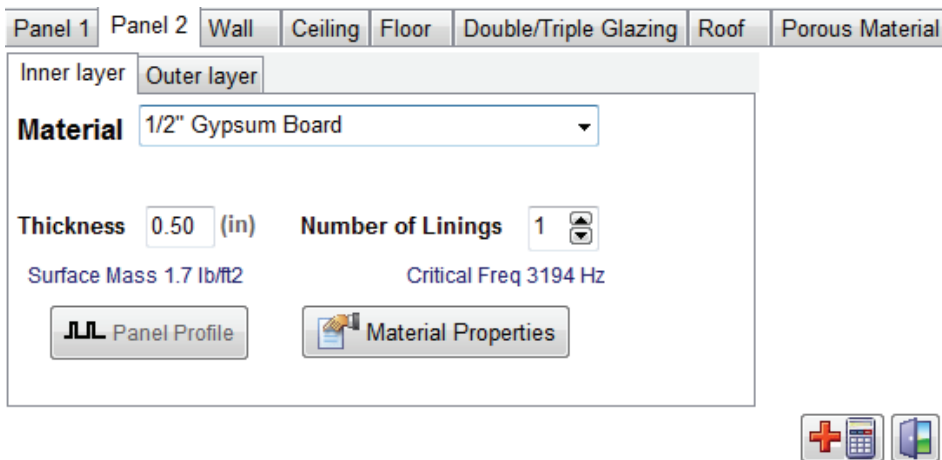 Panel 1 Panel 2 Wall Ceiling Floor Double/Triple Glazing Roof Porous Material
Inner layer Outer layer
Material 1/2" Gypsum Board
Thickness 0.50 (in) Number of Linings 1
Surface Mass 1.7 lb/ft2 Critical Freq 3194 Hz
Panel Profile Material Properties